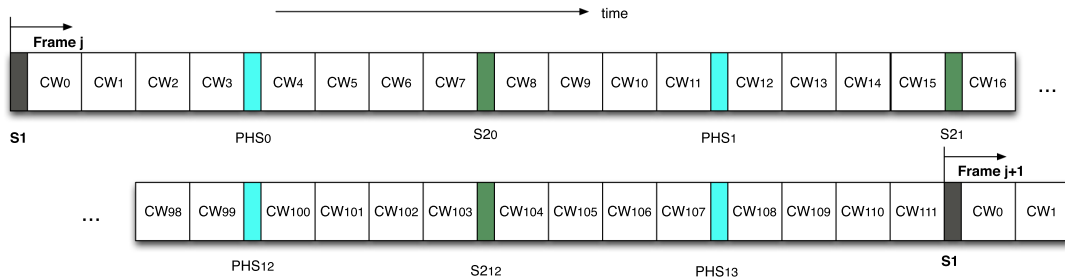 time
Frame j
CW0 CW1 CW2 CW3 CW4 CW5 CW6 CW7 CW8 CW9 CW10 CW11 CW12 CW13 CW14 CW15 CW16 ...
S1 PHS0 S20 PHS1 S21
Frame j+1
... CW98 CW99 CW100 CW101 CW102 CW103 CW104 CW105 CW106 CW107 CW108 CW109 CW110 CW111 CW0 CW1
PHS12 S212 PHS13 S1